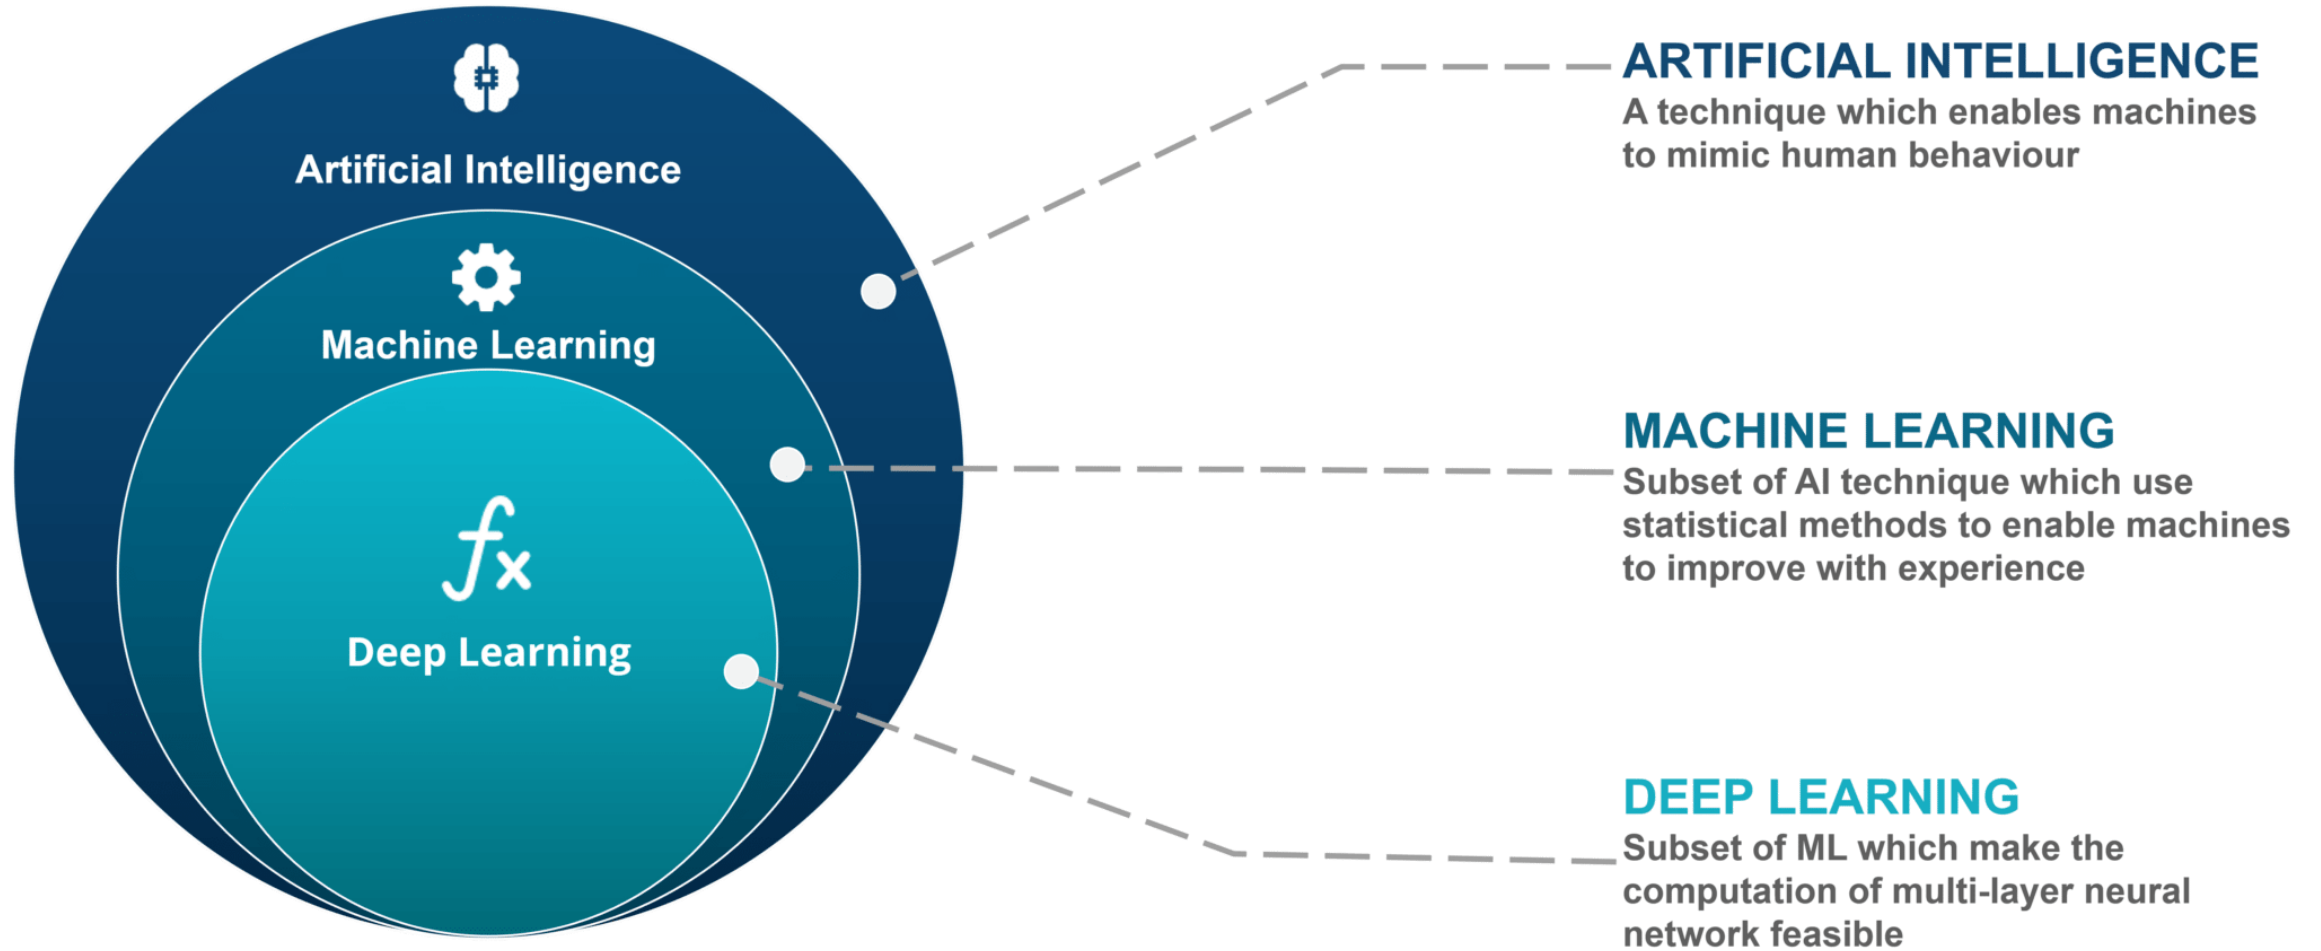 Artificial Intelligence
Machine Learning
fx
Deep Learning
ARTIFICIAL INTELLIGENCE
A technique which enables machines
to mimic human behaviour
MACHINE LEARNING
Subset of AI technique which use
statistical methods to enable machines
to improve with experience
DEEP LEARNING
Subset of ML which make the
computation of multi-layer neural
network feasible